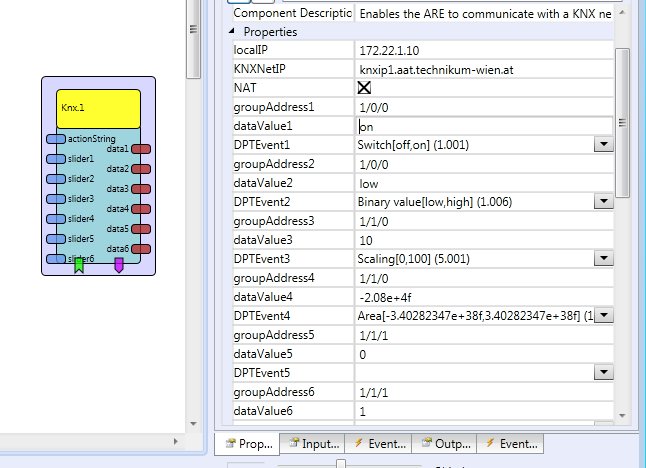 Component Descriptic Enables the ARE to communicate with a KNX ne
Properties
localIP 172.22.1.10
KNXNetIP knxip1.aat.technikum-wien.at
NAT
groupAddress1 1/0/0
dataValue1 on
DPTEvent1 Switch[off,on] (1.001)
groupAddress2 1/0/0
dataValue2 low
DPTEvent2 Binary value[low,high] (1.006)
groupAddress3 1/1/0
dataValue3 10
DPTEvent3 Scaling[0,100] (5.001)
groupAddress4 1/1/0
dataValue4 -2.08e+4f
DPTEvent4 Area[-3.40282347e+38f,3.40282347e+38f] (1
groupAddress5 1/1/1
dataValue5 0
DPTEvent5
groupAddress6 1/1/1
dataValue6 1
Prop... Input... Event... Outp... Event...
Knx.1
actionString
data1
slider1
data2
slider2
data3
slider3
data4
slider4
data5
slider5
data6
slider6